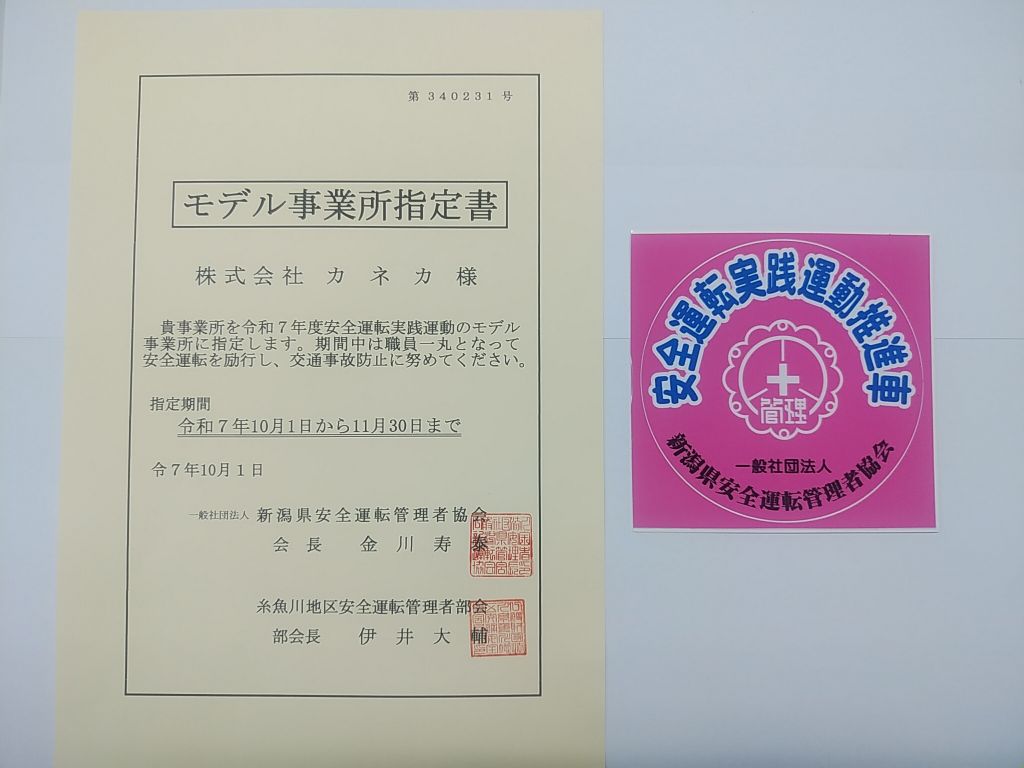 第 ３４０２３１ 号
モデル事業所指定書
株式会社 カネカ 様
貴事業所を令和７年度安全運転実践運動のモデル
事業所に指定します。期間中は職員一丸となって
安全運転を励行し、交通事故防止に努めてください。
指定期間
令和７年10月１日から11月30日まで
令７年10月１日
一般社団法人 新潟県安全運転管理者協会
会 長 金 川 寿 泰
糸魚川地区安全運転管理者部会
部会長 伊 井 大 輔
安全運転実践運動推進車
管理
一般社団法人
新潟県安全運転管理者協会